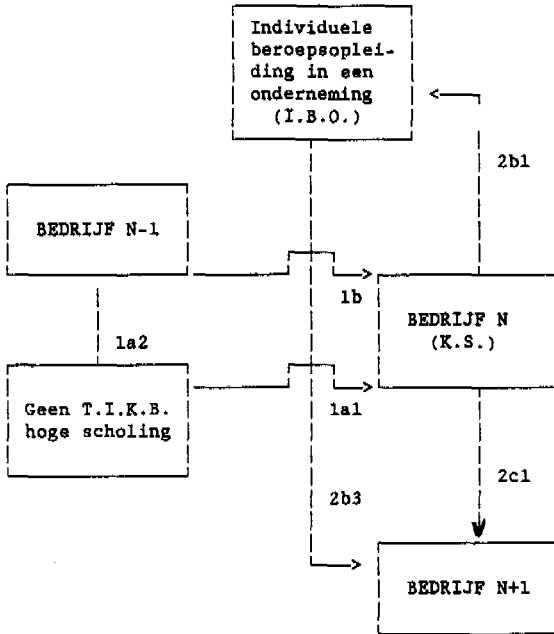 Individuele
beroepsoplei-
ding in een
onderneming
(I.B.O.)
2b1
BEDRIJF N-1
1b
BEDRIJF N
(K.S.)
1a2
Geen T.I.K.B.
hoge scholing
1a1
2b3
2c1
BEDRIJF N+1